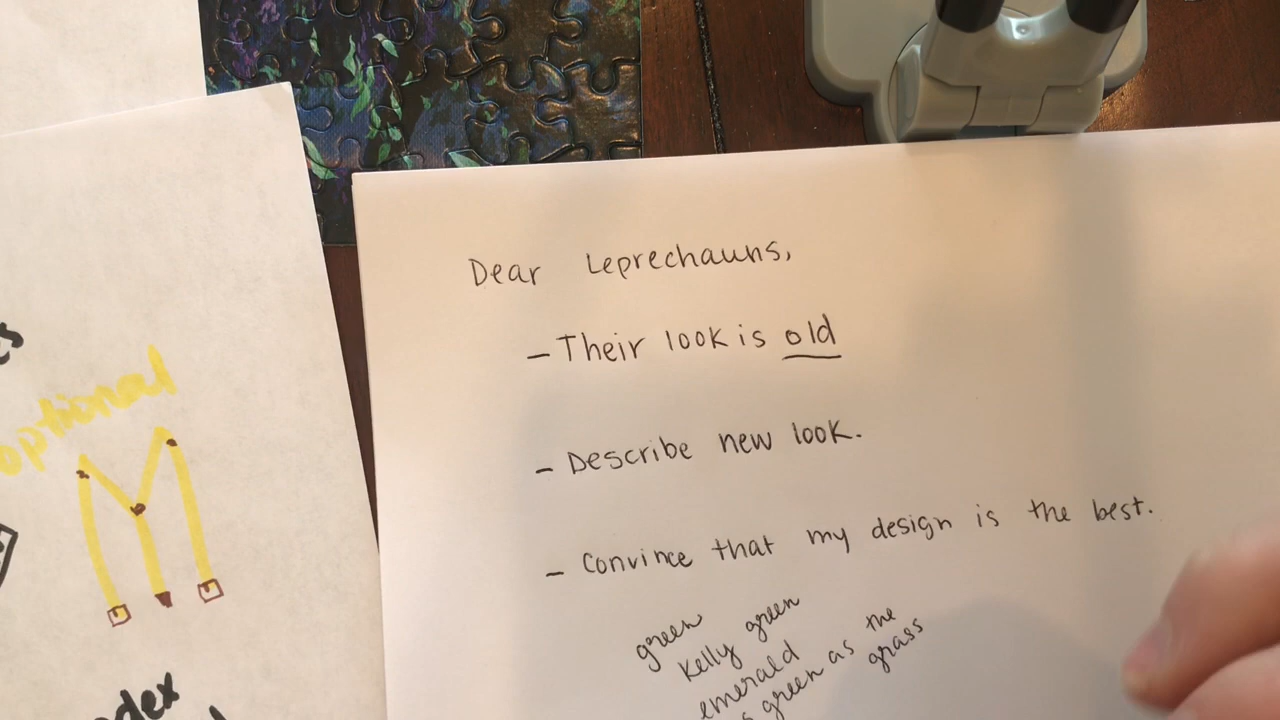 Dear Leprechauns,
- Their look is old
- Describe new look.
- Convince that my design is the best.
green
kelly green
emerald
green as the
grass
optional